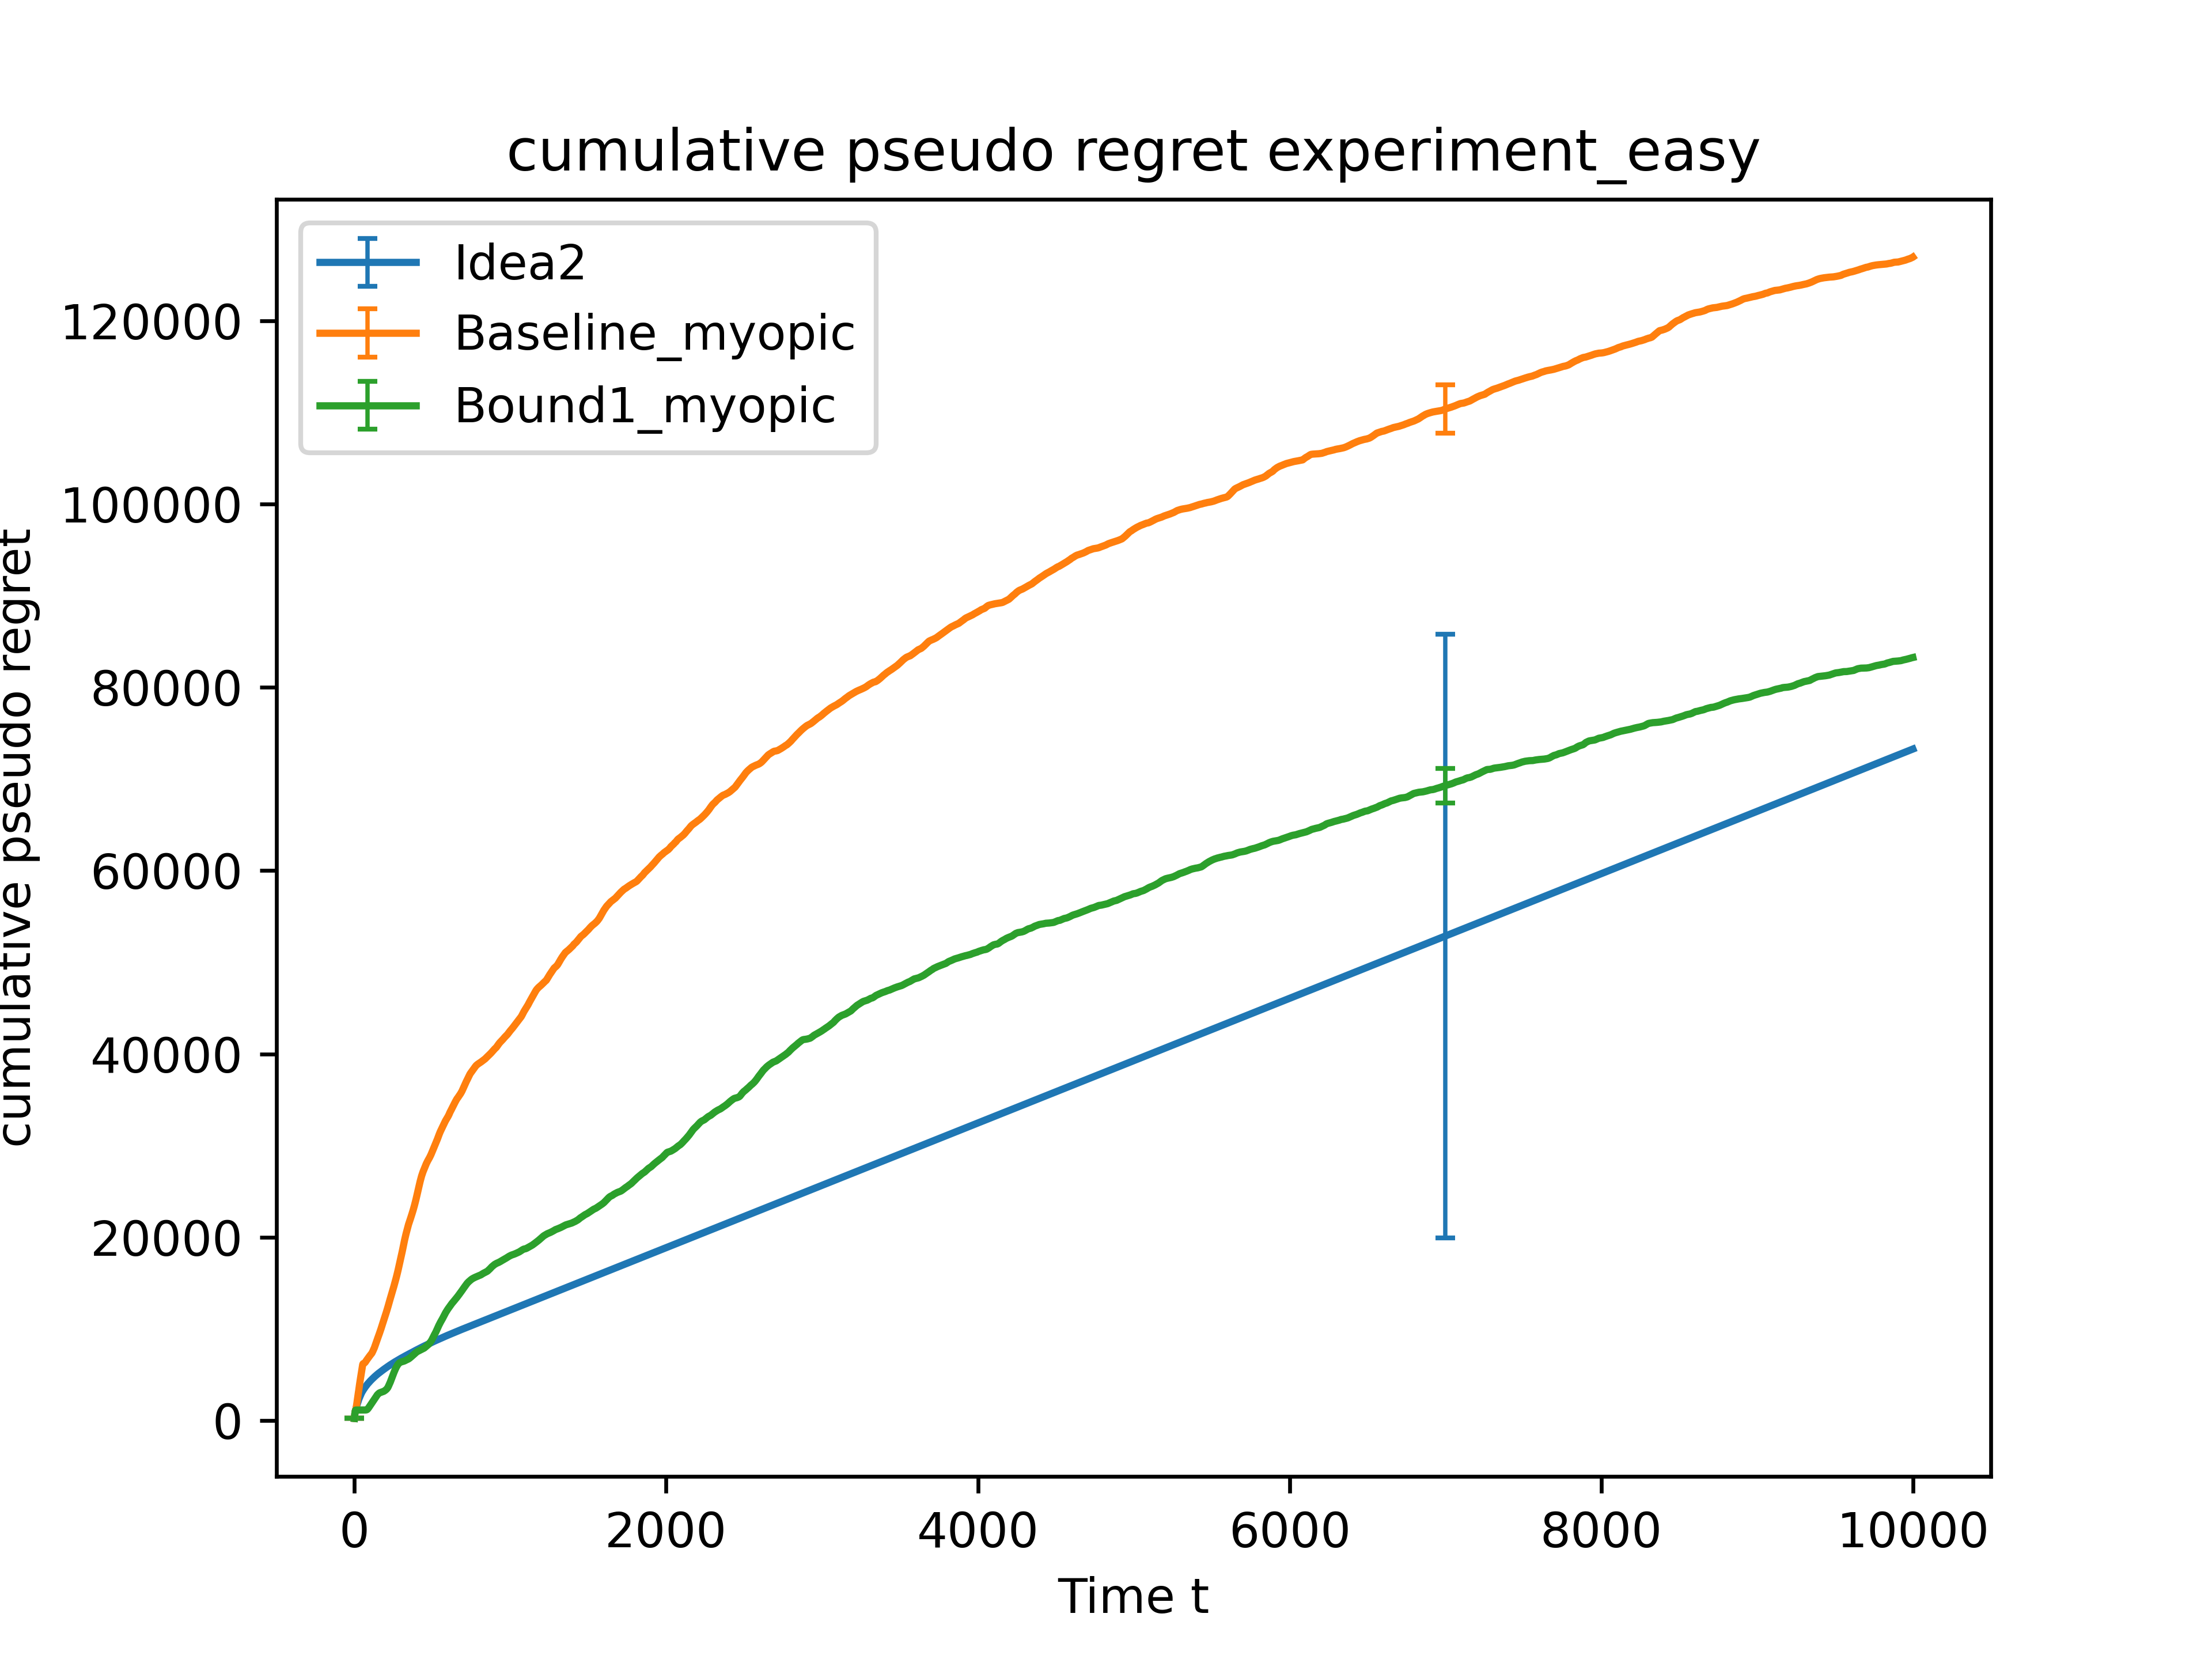 cumulative pseudo regret experiment_easy
Idea2
Baseline_myopic
Bound1_myopic
cumulative pseudo regret
120000
100000
80000
60000
40000
20000
0
0 2000 4000 6000 8000 10000
Time t